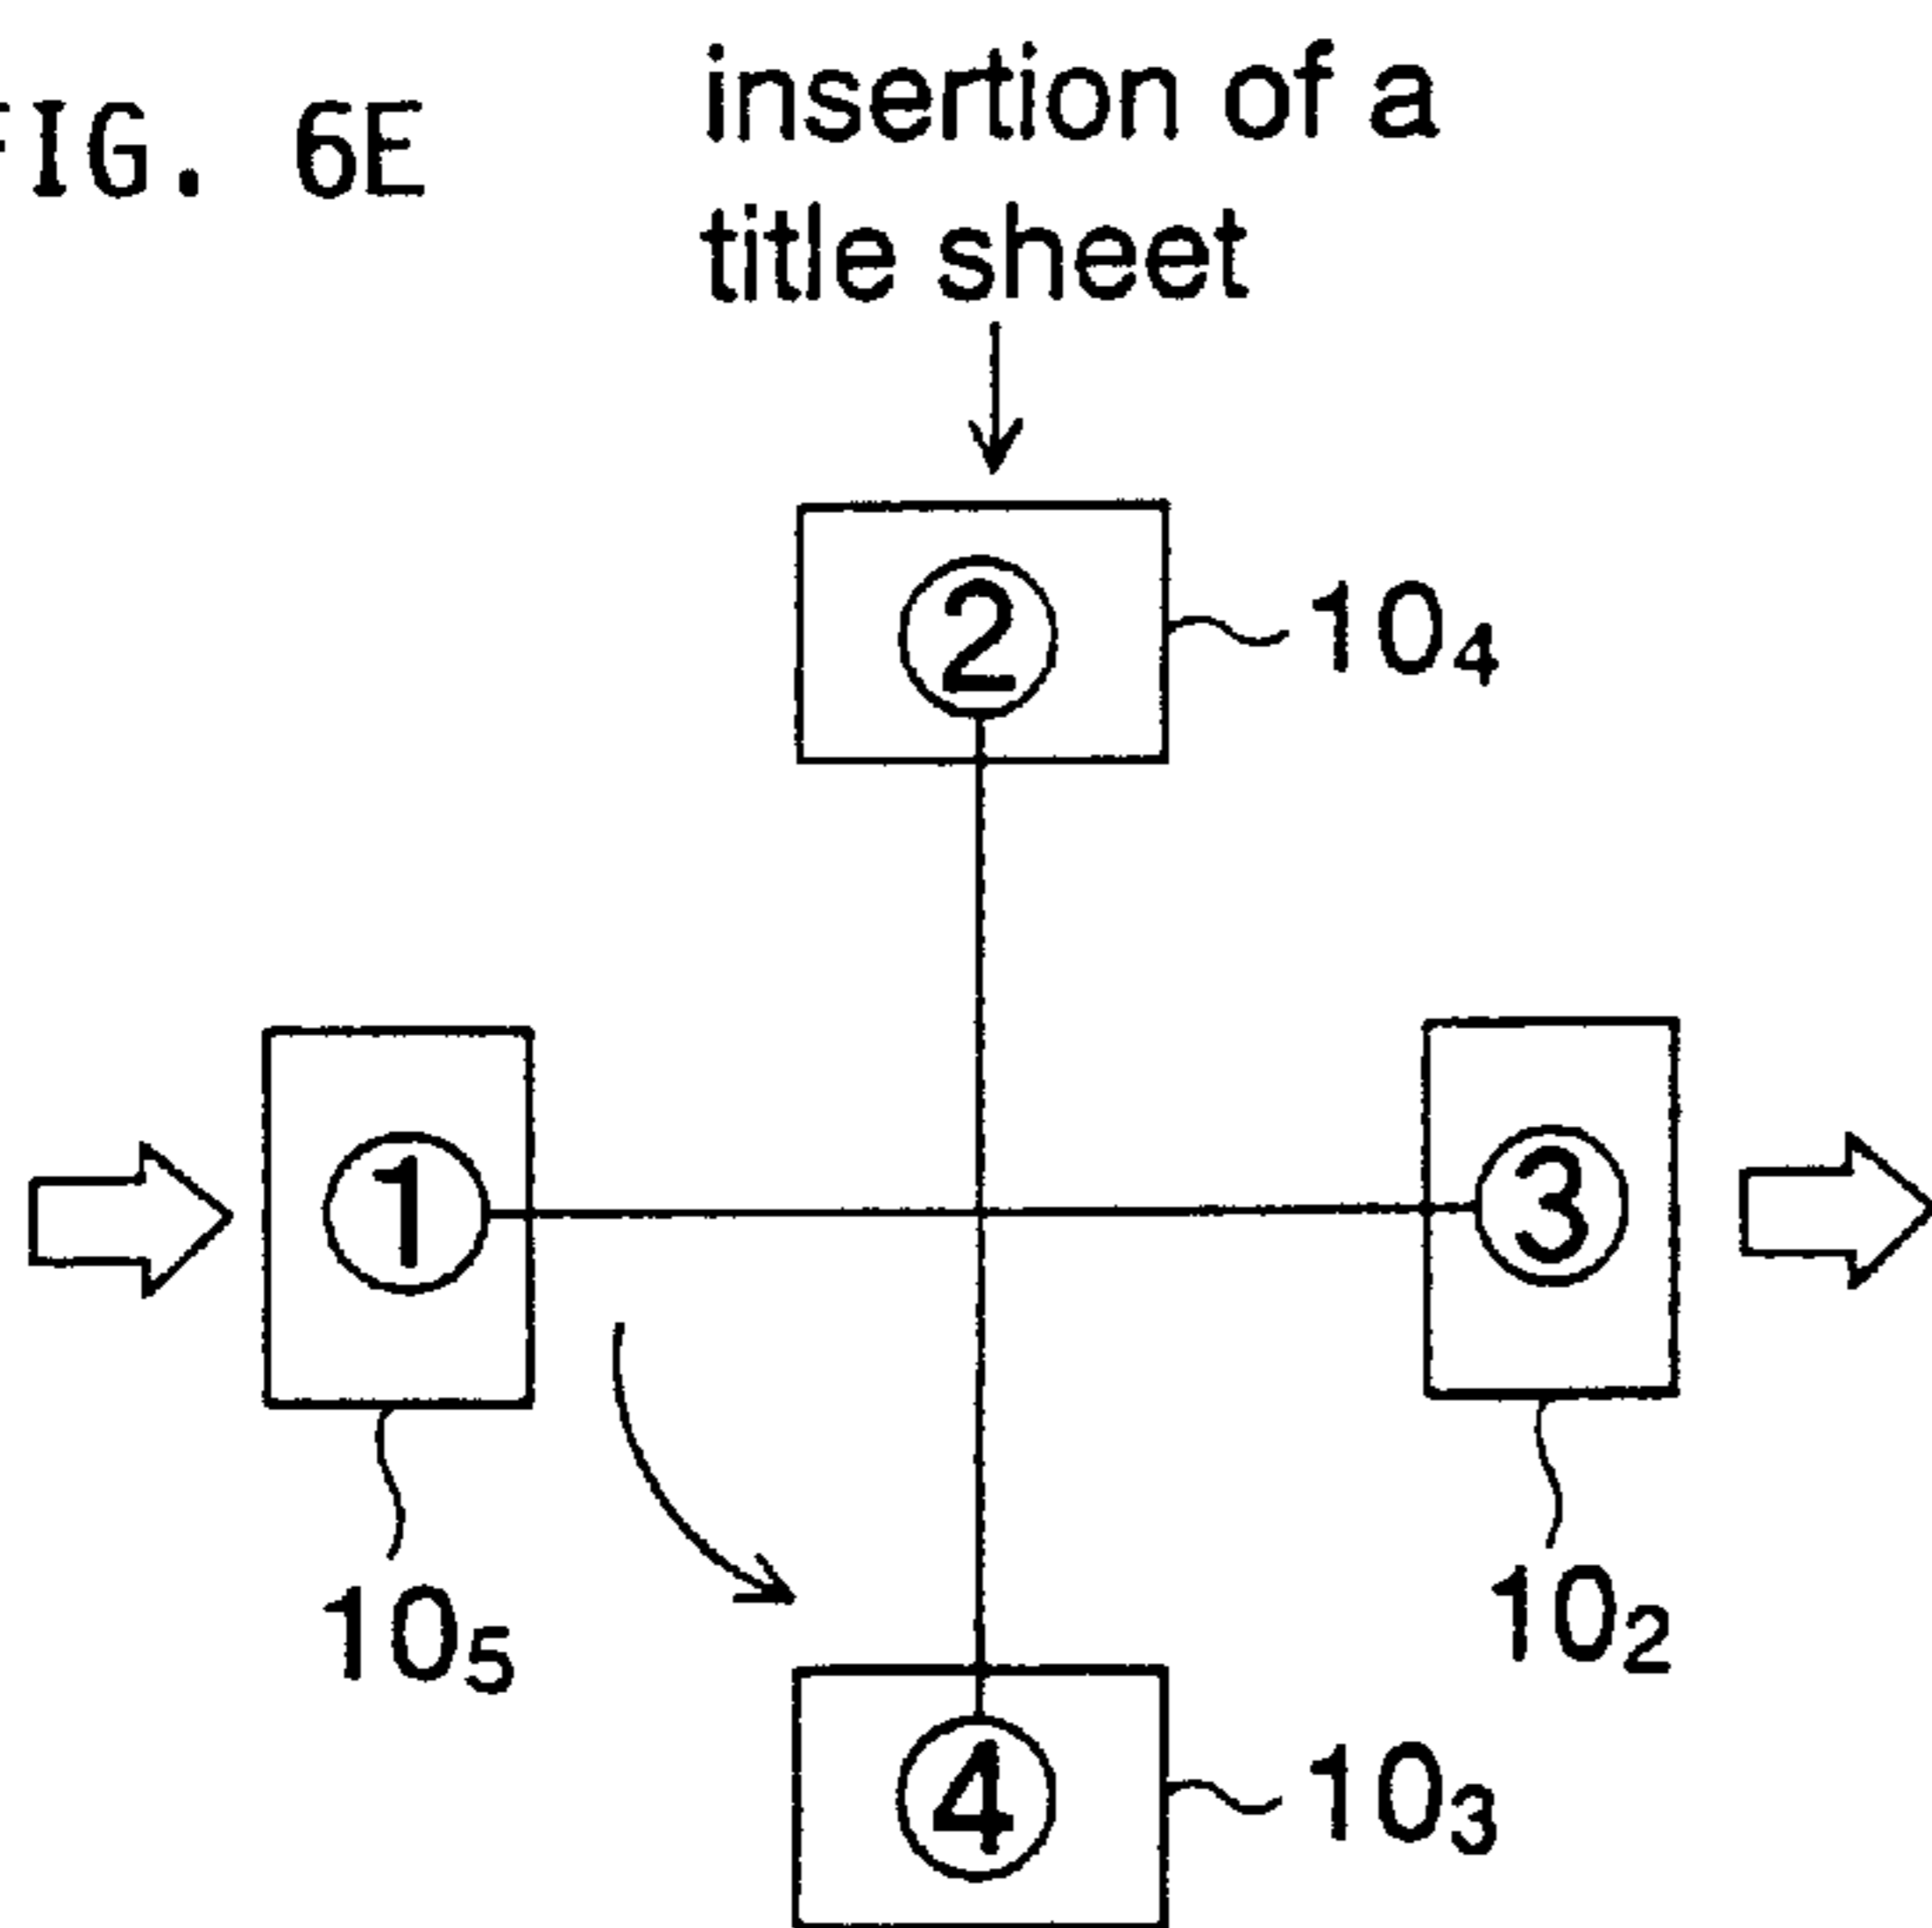 FIG. 6E
insertion of a
title sheet
②
10₄
①
③
10₅
10₂
④
10₃